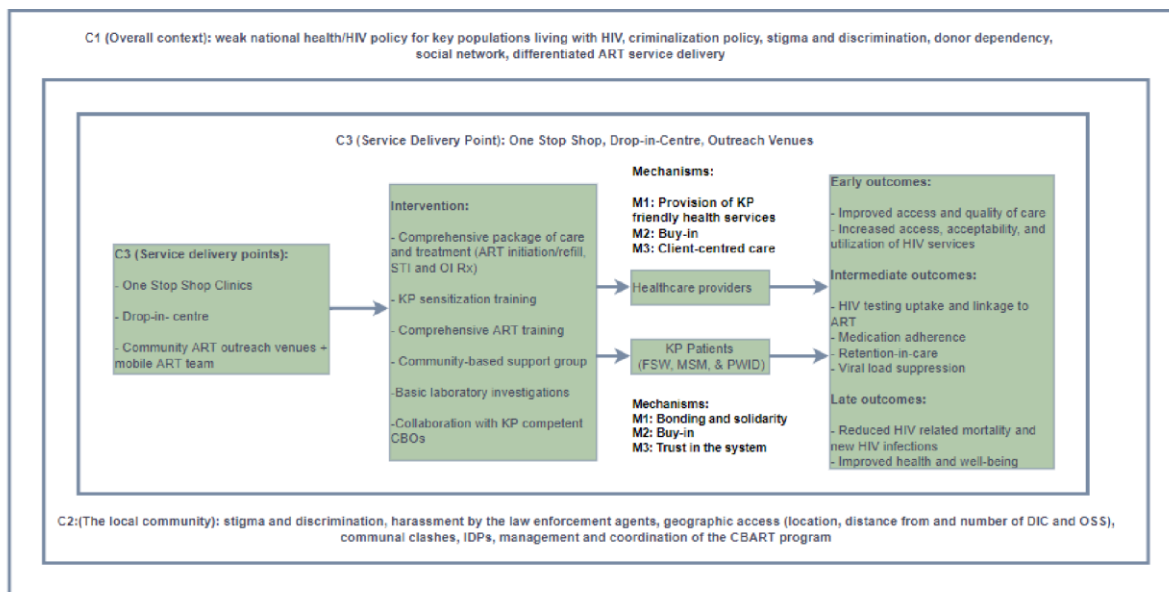 C1 (Overall context): weak national health/HIV policy for key populations living with HIV, criminalization policy, stigma and discrimination, donor dependency,
social network, differentiated ART service delivery
C3 (Service Delivery Point): One Stop Shop, Drop-in-Centre, Outreach Venues
C3 (Service delivery points):
- One Stop Shop Clinics
- Drop-in- centre
- Community ART outreach venues +
mobile ART team
Intervention:
- Comprehensive package of care
and treatment (ART initiation/refill,
STI and OI Rx)
- KP sensitization training
- Comprehensive ART training
- Community-based support group
-Basic laboratory investigations
-Collaboration with KP competent
CBOs
Mechanisms:
M1: Provision of KP
friendly health services
M2: Buy-in
M3: Client-centred care
Healthcare providers
KP Patients
(FSW, MSM, & PWID)
Mechanisms:
M1: Bonding and solidarity
M2: Buy-in
M3: Trust in the system
Early outcomes:
- Improved access and quality of care
- Increased access, acceptability, and
utilization of HIV services
Intermediate outcomes:
- HIV testing uptake and linkage to
ART
- Medication adherence
- Retention-in-care
- Viral load suppression
Late outcomes:
- Reduced HIV related mortality and
new HIV infections
- Improved health and well-being
C2:(The local community): stigma and discrimination, harassment by the law enforcement agents, geographic access (location, distance from and number of DIC and OSS),
communal clashes, IDPs, management and coordination of the CBART program